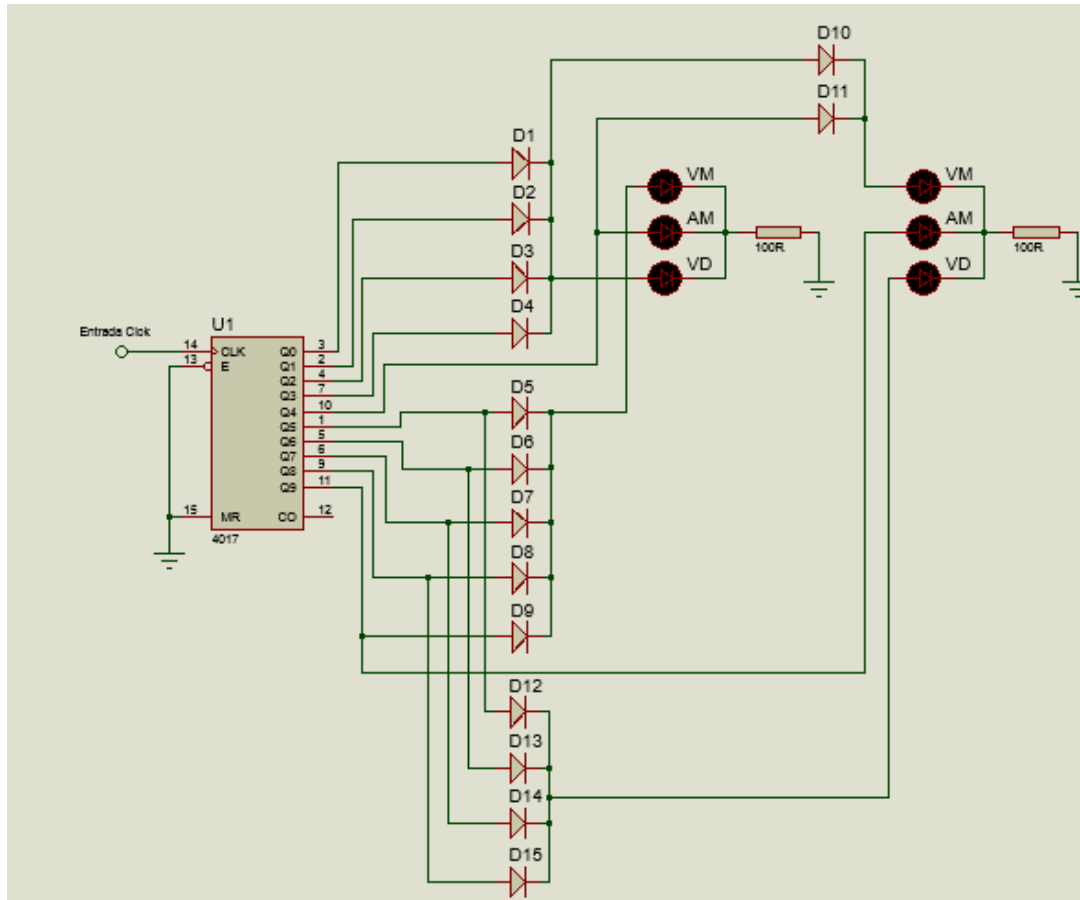 D10
D11
D1
VM
VM
D2
AM
AM
D3
100R
100R
VD
VD
D4
Entrada Clok
U1
14
CLK
Q0
3
13
E
Q1
2
Q2
4
Q3
7
Q4
10
Q5
1
Q6
5
Q7
6
Q8
9
Q9
11
15
MR
CO
12
4017
D5
D6
D7
D8
D9
D12
D13
D14
D15